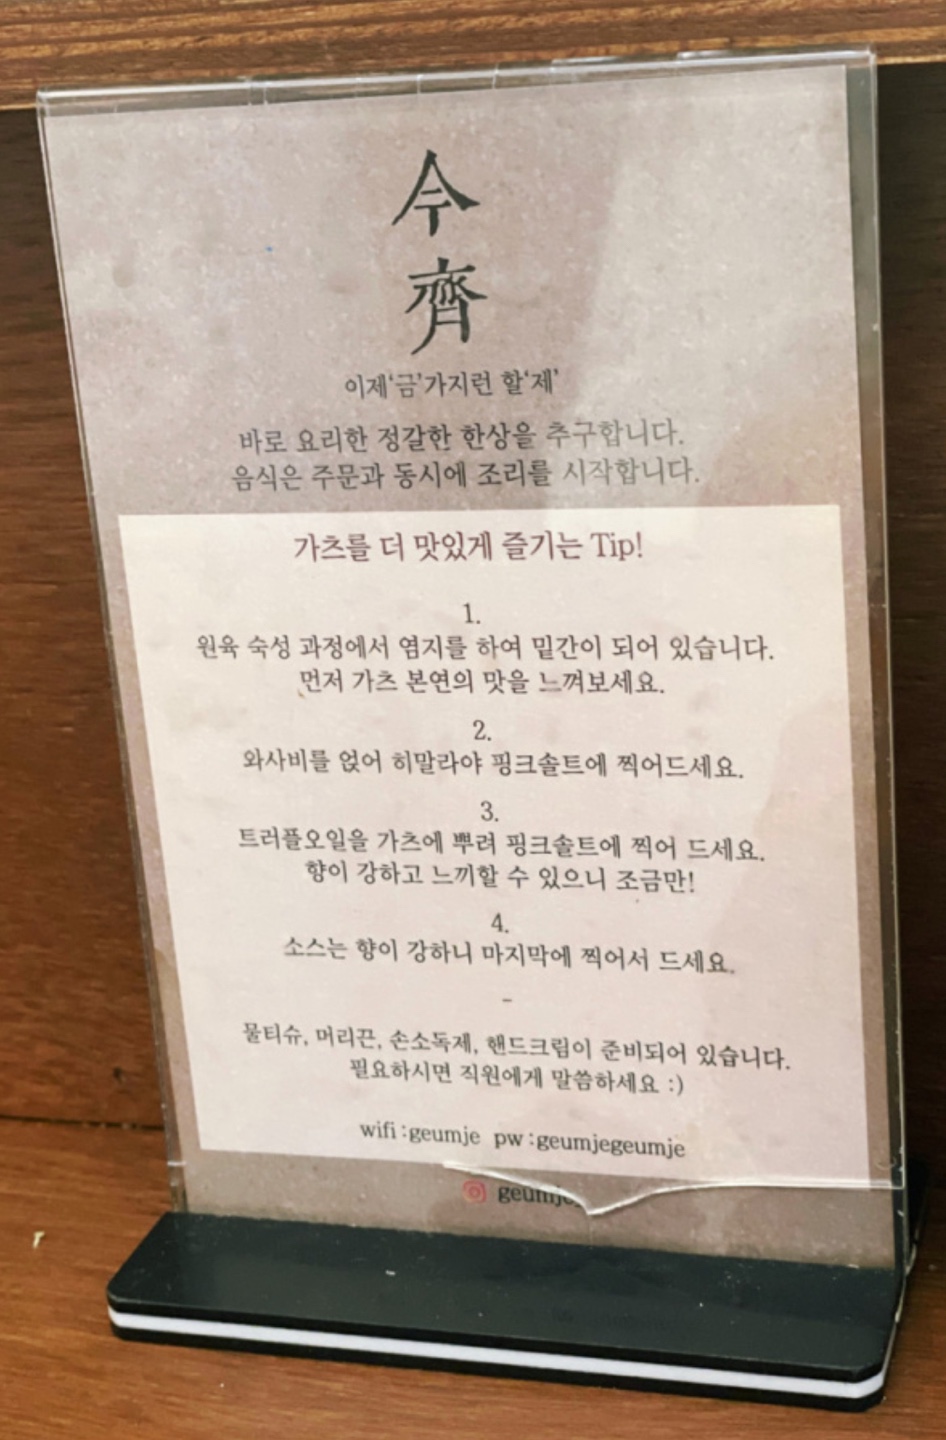 今
齊
이제‘금’가지런 할‘제’
바로 요리한 정갈한 한상을 추구합니다.
음식은 주문과 동시에 조리를 시작합니다.
가츠를 더 맛있게 즐기는 Tip!
1.
원육 숙성 과정에서 염지를 하여 밑간이 되어 있습니다.
먼저 가츠 본연의 맛을 느껴보세요.
2.
와사비를 얹어 히말라야 핑크솔트에 찍어드세요.
3.
트러플오일을 가츠에 뿌려 핑크솔트에 찍어 드세요.
향이 강하고 느끼할 수 있으니 조금만!
4.
소스는 향이 강하니 마지막에 찍어서 드세요.
-
물티슈, 머리끈, 손소독제, 핸드크림이 준비되어 있습니다.
필요하시면 직원에게 말씀하세요 :)
wifi :geumje pw :geumjegeumje